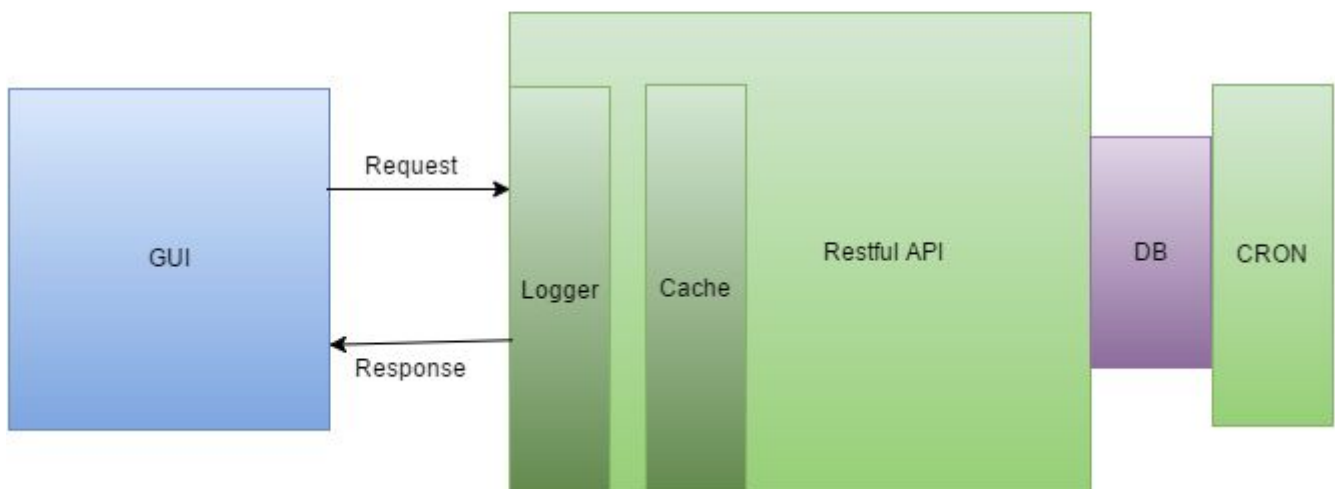 Request
GUI
Response
Logger
Cache
Restful API
DB
CRON